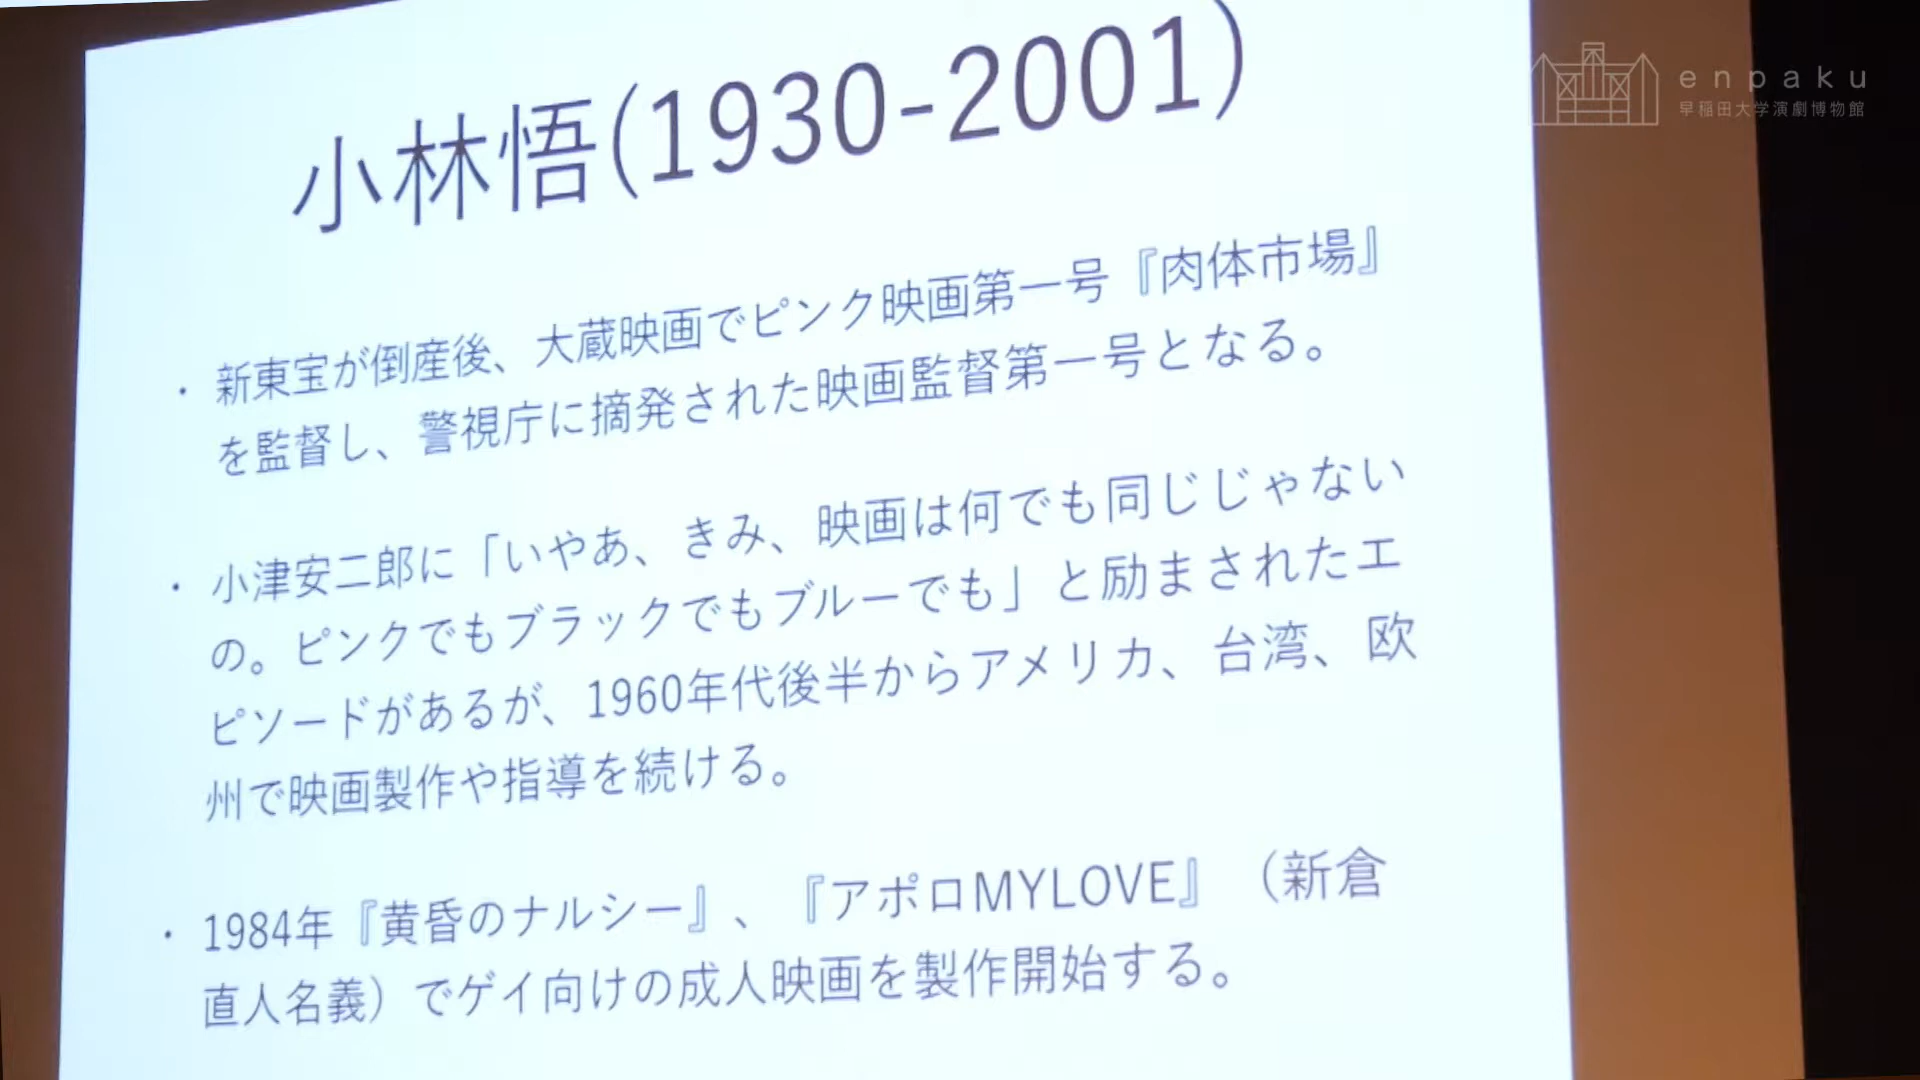 小林悟(1930-2001)
enpaku
早稲田大学演劇博物館
・新東宝が倒産後、大蔵映画でピンク映画第一号『肉体市場』
を監督し、警視庁に摘発された映画監督第一号となる。
・小津安二郎に「いやあ、きみ、映画は何でも同じじゃない
の。ピンクでもブラックでもブルーでも」と励まされたエ
ピソードがあるが、1960年代後半からアメリカ、台湾、欧
州で映画製作や指導を続ける。
・1984年『黄昏のナルシー』、『アポロMYLOVE』（新倉
直人名義）でゲイ向けの成人映画を製作開始する。